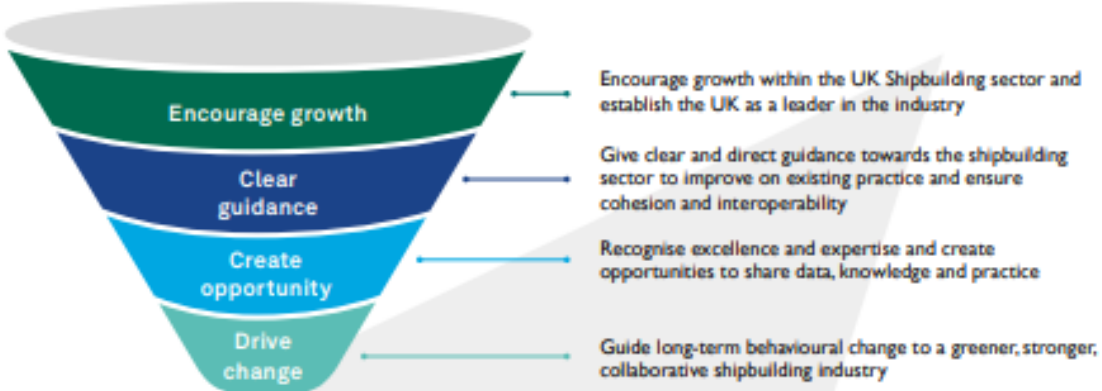 Encourage growth
Encourage growth within the UK Shipbuilding sector and
establish the UK as a leader in the industry
Clear
guidance
Give clear and direct guidance towards the shipbuilding
sector to improve on existing practice and ensure
cohesion and interoperability
Create
opportunity
Recognise excellence and expertise and create
opportunities to share data, knowledge and practice
Drive
change
Guide long-term behavioural change to a greener, stronger,
collaborative shipbuilding industry